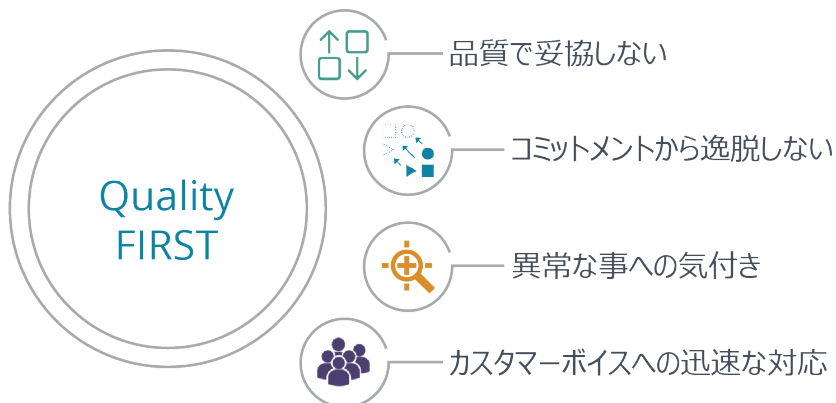 Quality
FIRST
品質で妥協しない
コミットメントから逸脱しない
異常な事への気付き
カスタマーボイスへの迅速な対応